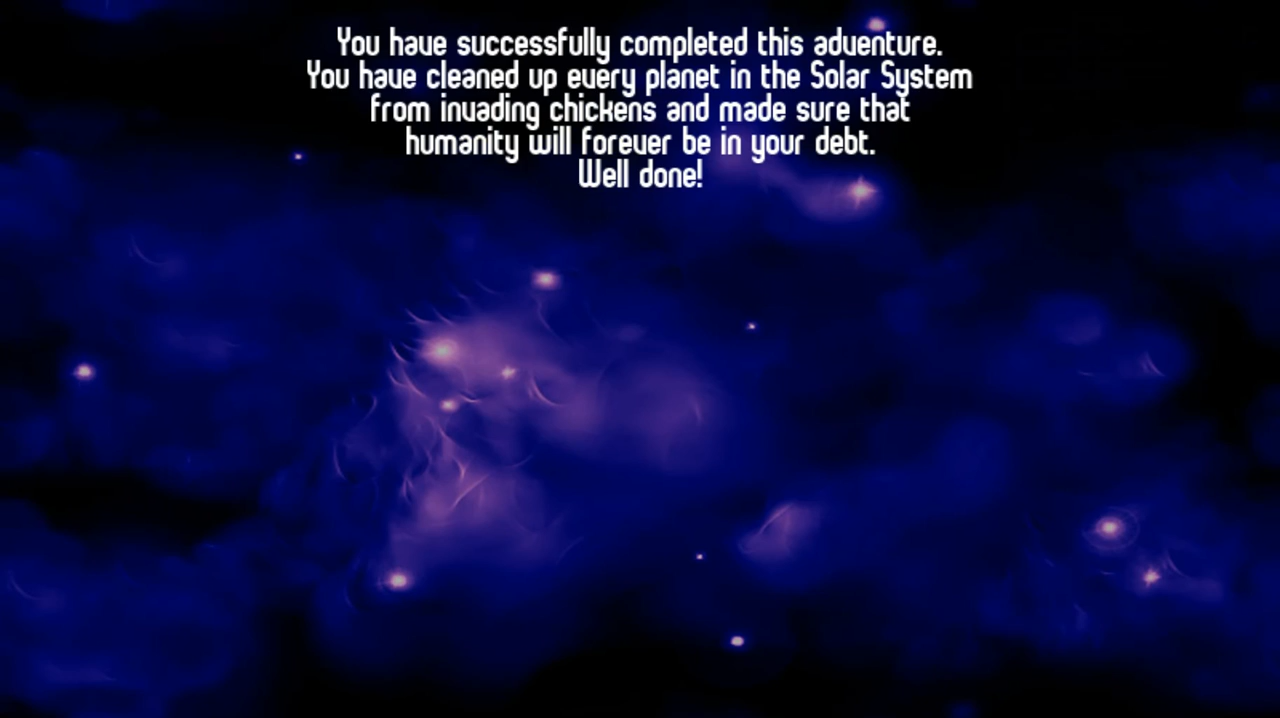 You have successfully completed this adventure.
You have cleaned up every planet in the Solar System
from invading chickens and made sure that
humanity will forever be in your debt.
Well done!